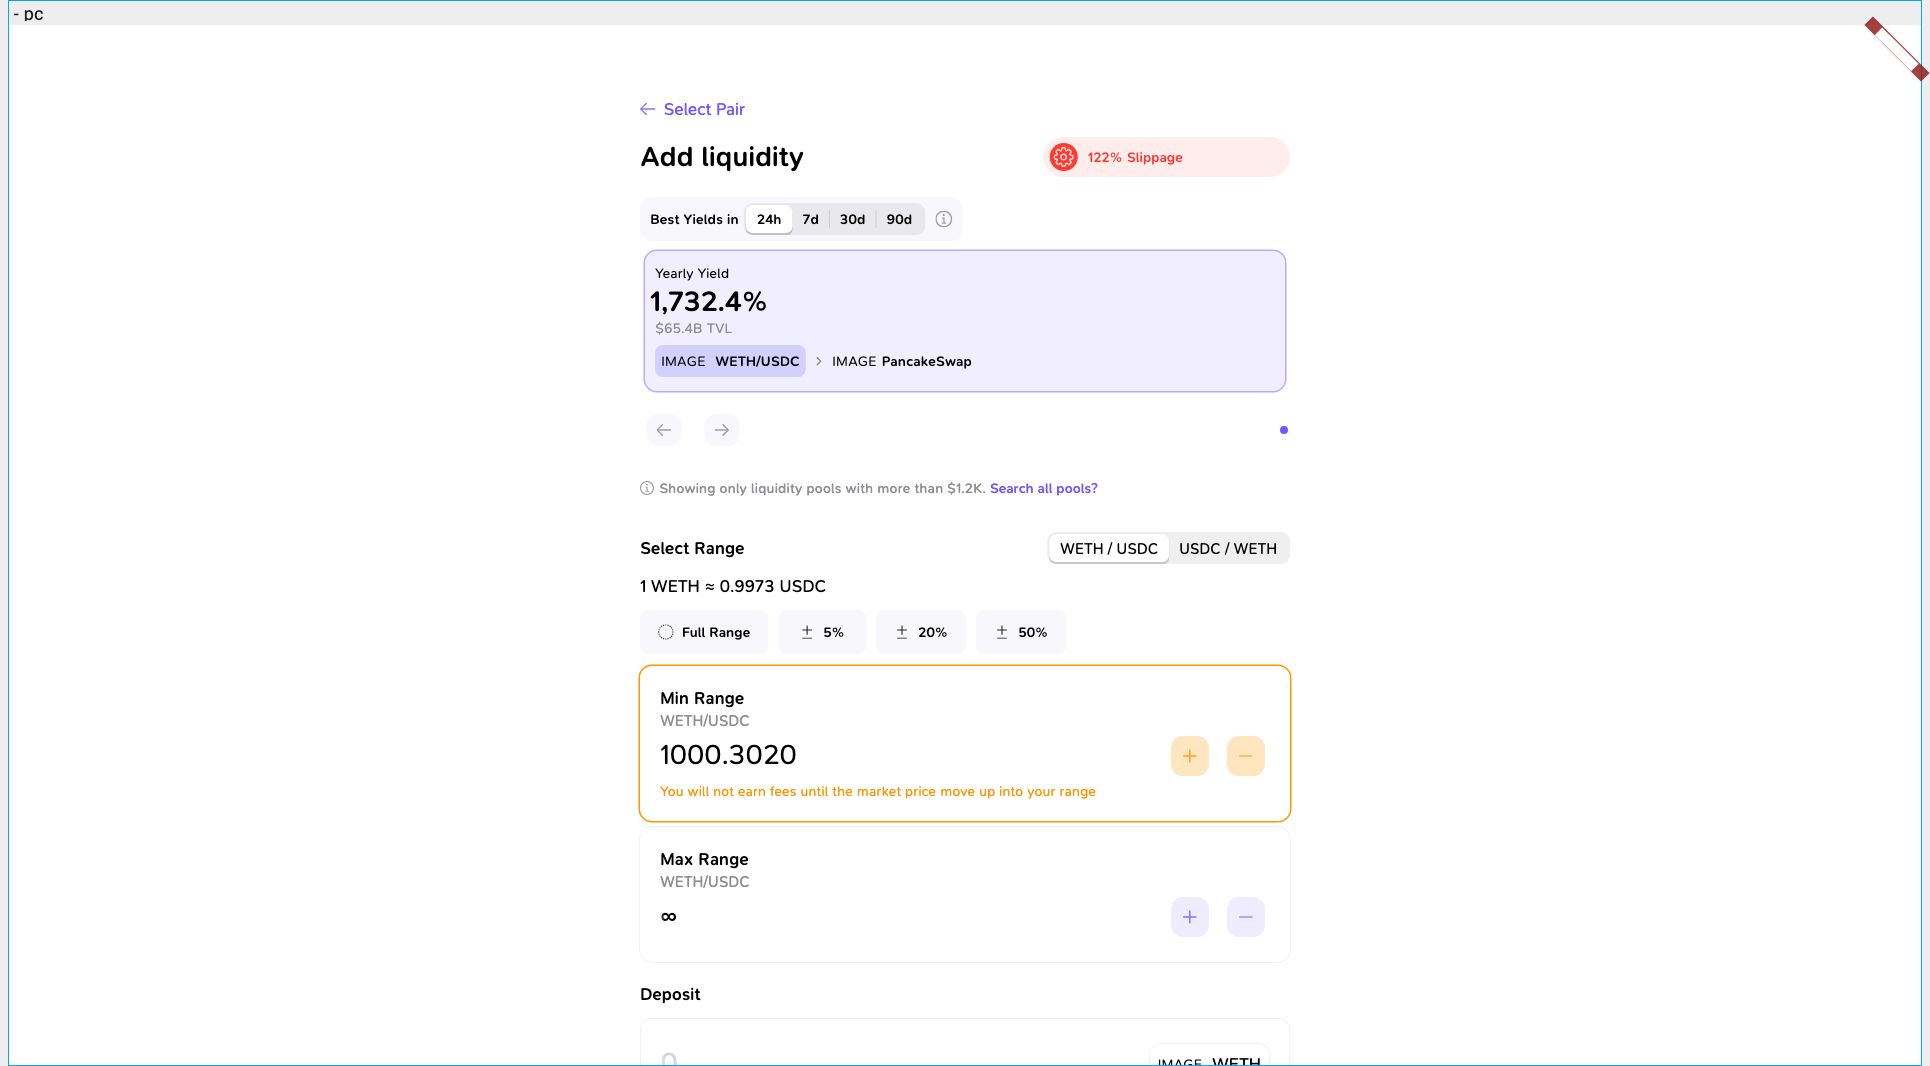 - pc
Select Pair
Add liquidity
122% Slippage
Best Yields in 24h 7d 30d 90d
Yearly Yield
1,732.4%
$65.4B TVL
IMAGE WETH/USDC > IMAGE PancakeSwap
Showing only liquidity pools with more than $1.2K. Search all pools?
Select Range
WETH / USDC USDC / WETH
1 WETH ≈ 0.9973 USDC
Full Range ± 5% ± 20% ± 50%
Min Range
WETH/USDC
1000.3020
You will not earn fees until the market price move up into your range
Max Range
WETH/USDC
∞
Deposit
0
IMAGE WETH